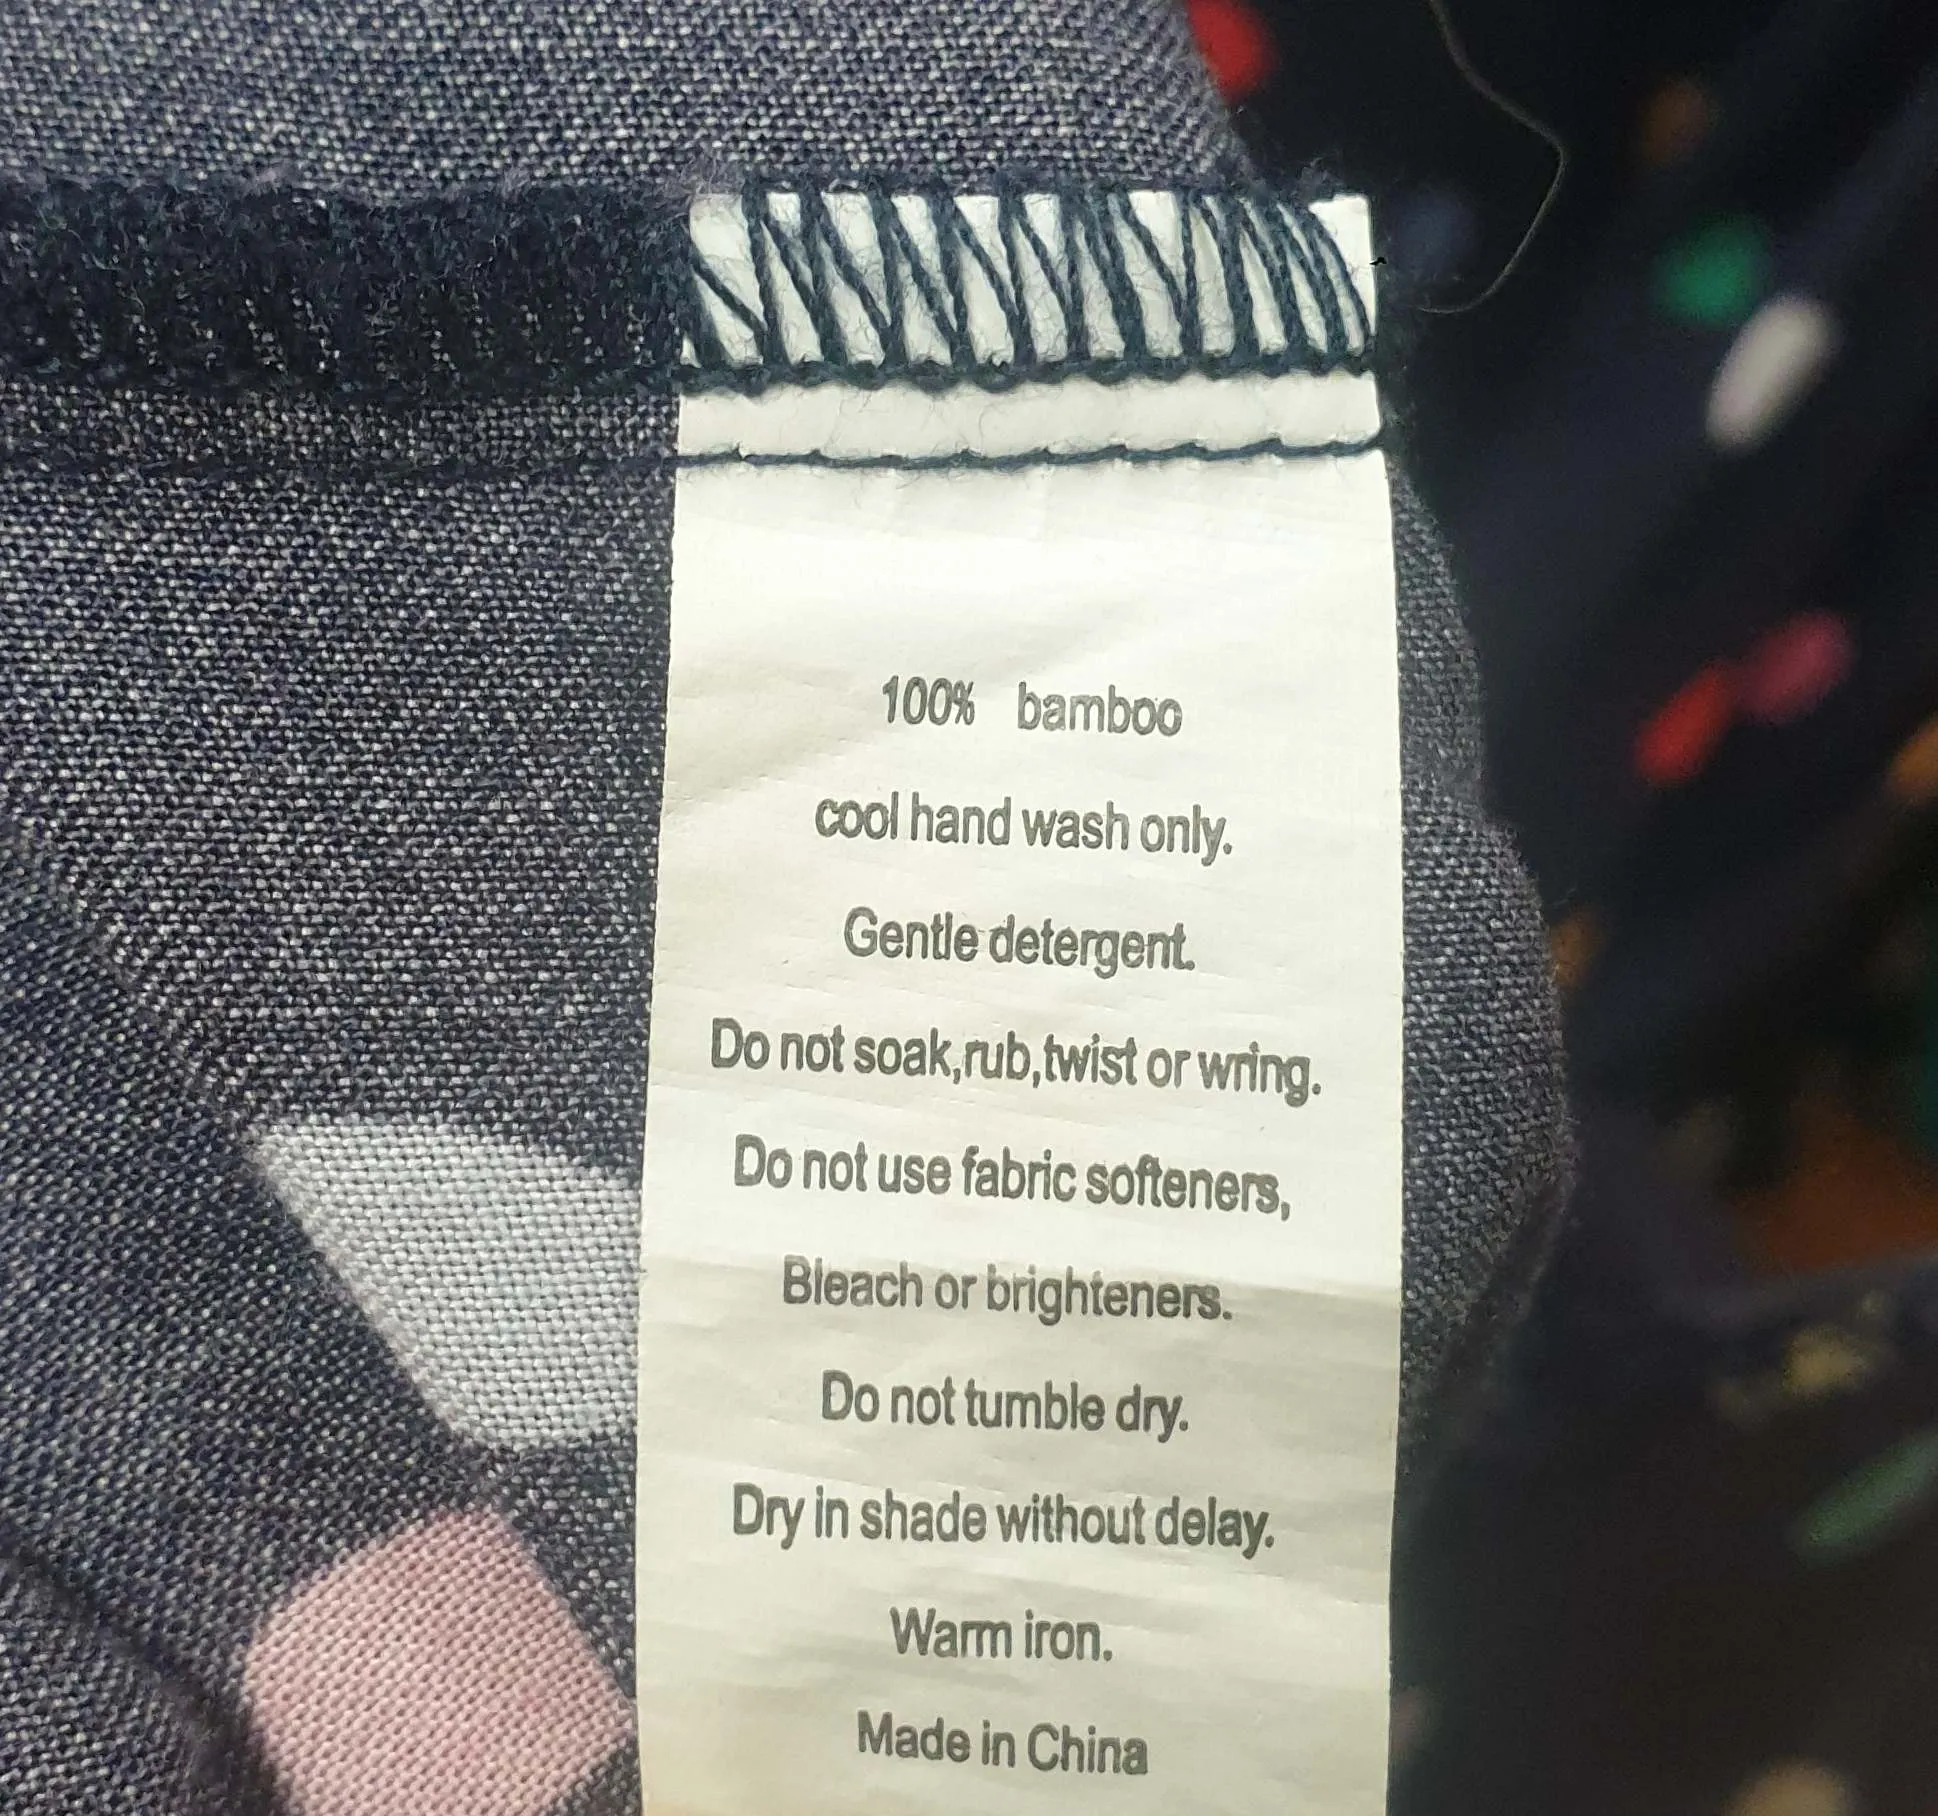 100% bamboo
cool hand wash only.
Gentle detergent.
Do not soak,rub,twist or wring.
Do not use fabric softeners,
Bleach or brighteners.
Do not tumble dry.
Dry in shade without delay.
Warm iron.
Made in China